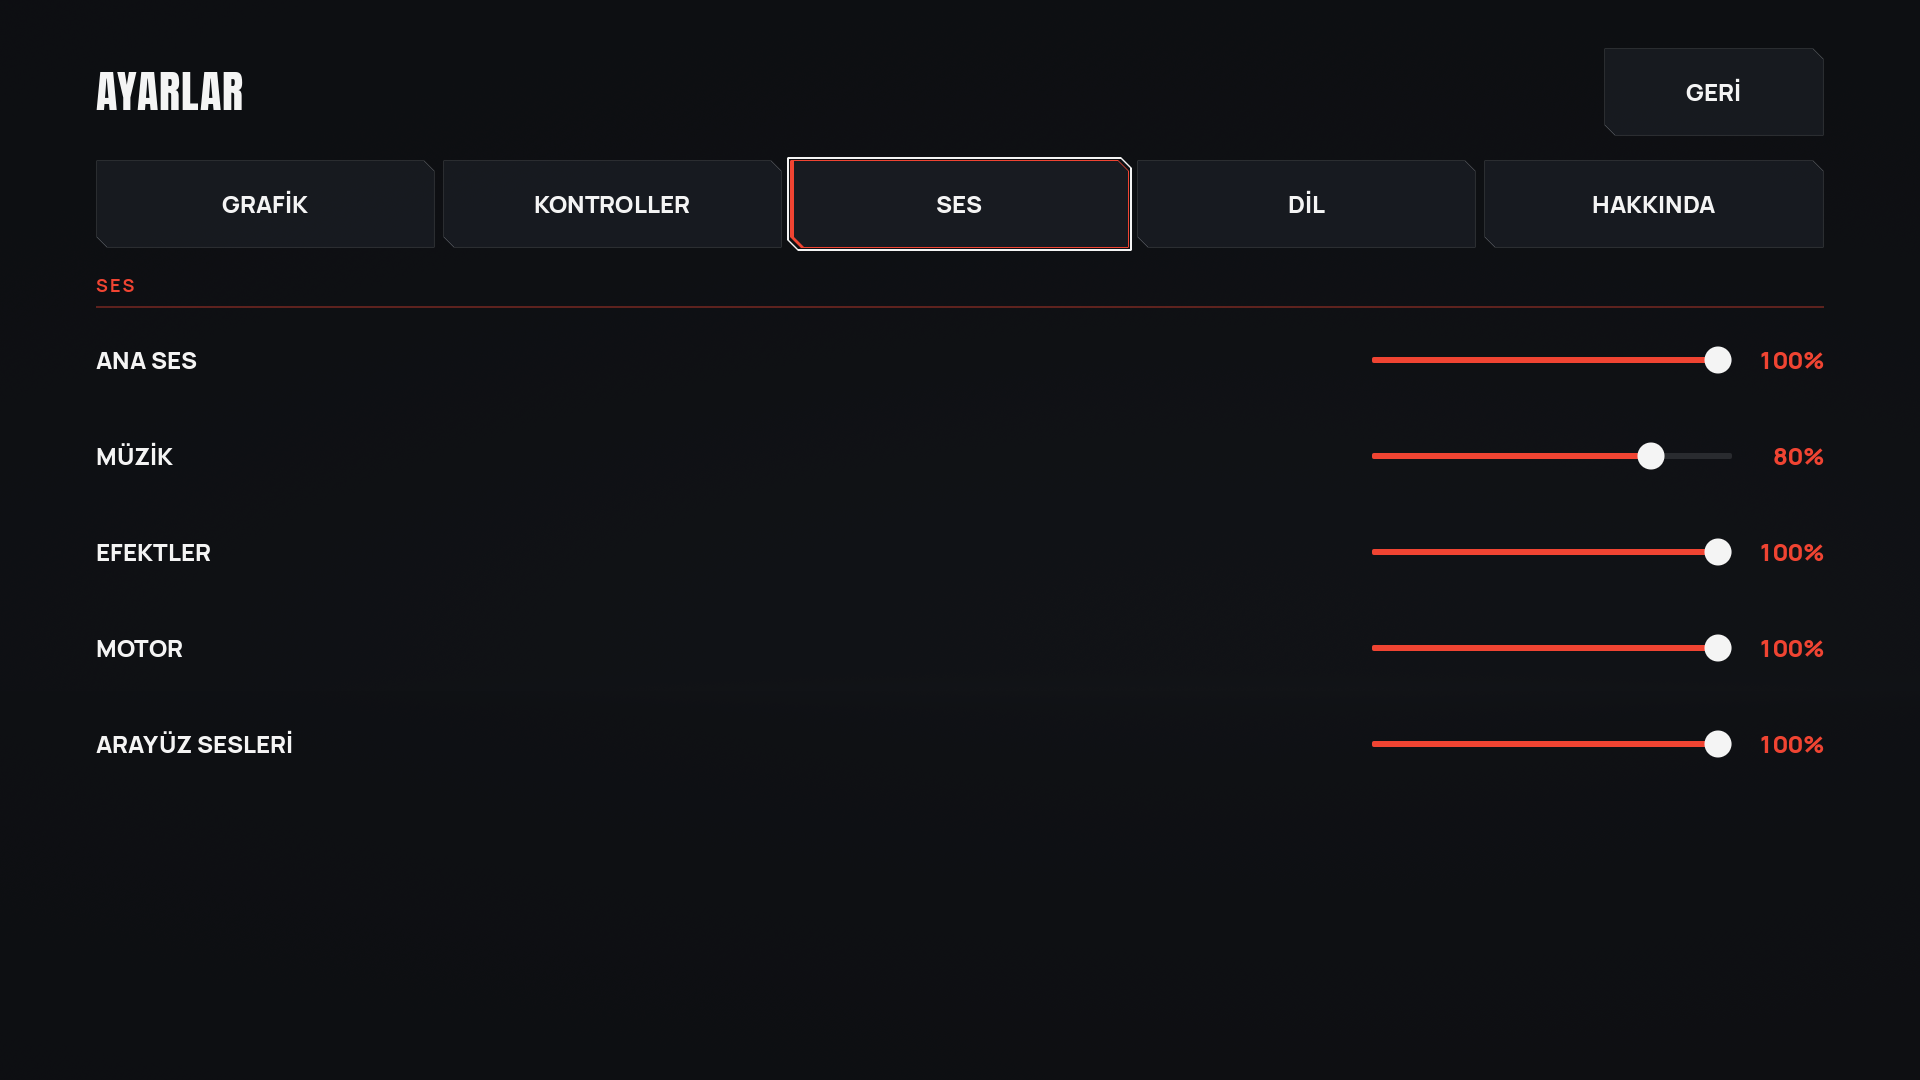 AYARLAR
GERİ
GRAFİK
KONTROLLER
SES
DİL
HAKKINDA
SES
ANA SES
100%
MÜZİK
80%
EFEKTLER
100%
MOTOR
100%
ARAYÜZ SESLERİ
100%